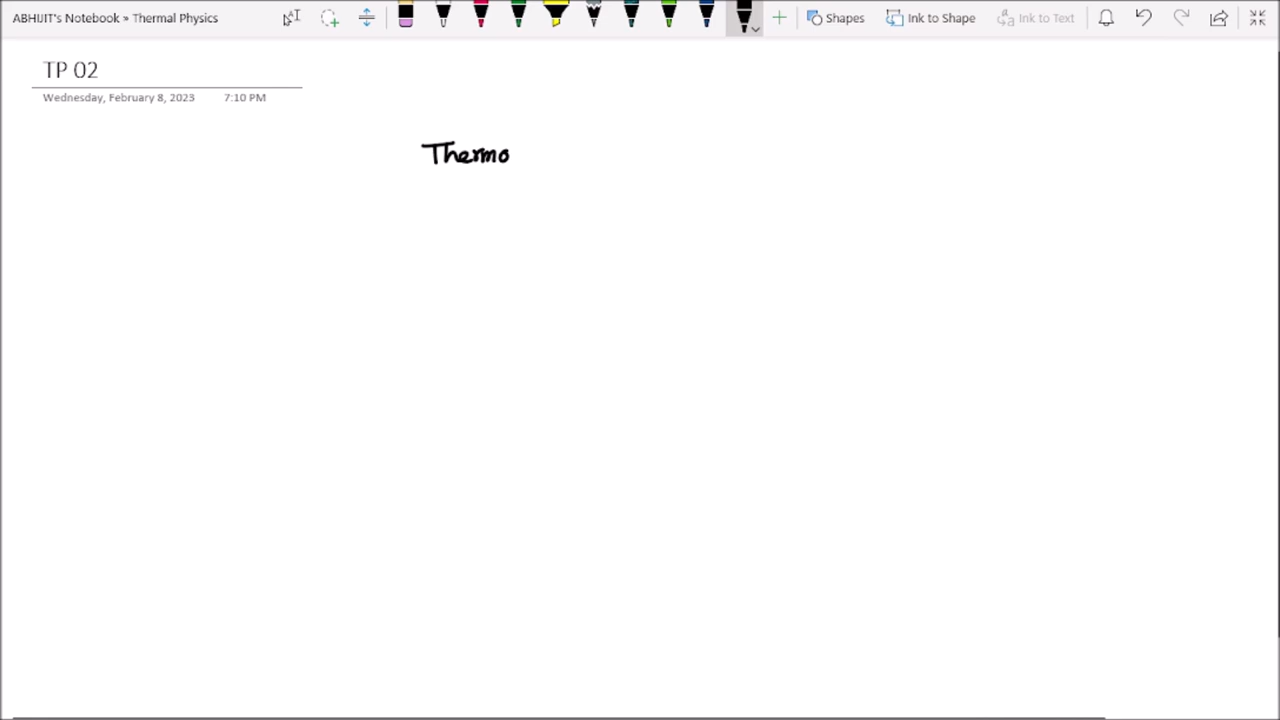 ABHIJIT's Notebook » Thermal Physics
Shapes
Ink to Shape
Ink to Text
TP 02
Wednesday, February 8, 2023 7:10 PM
Thermo